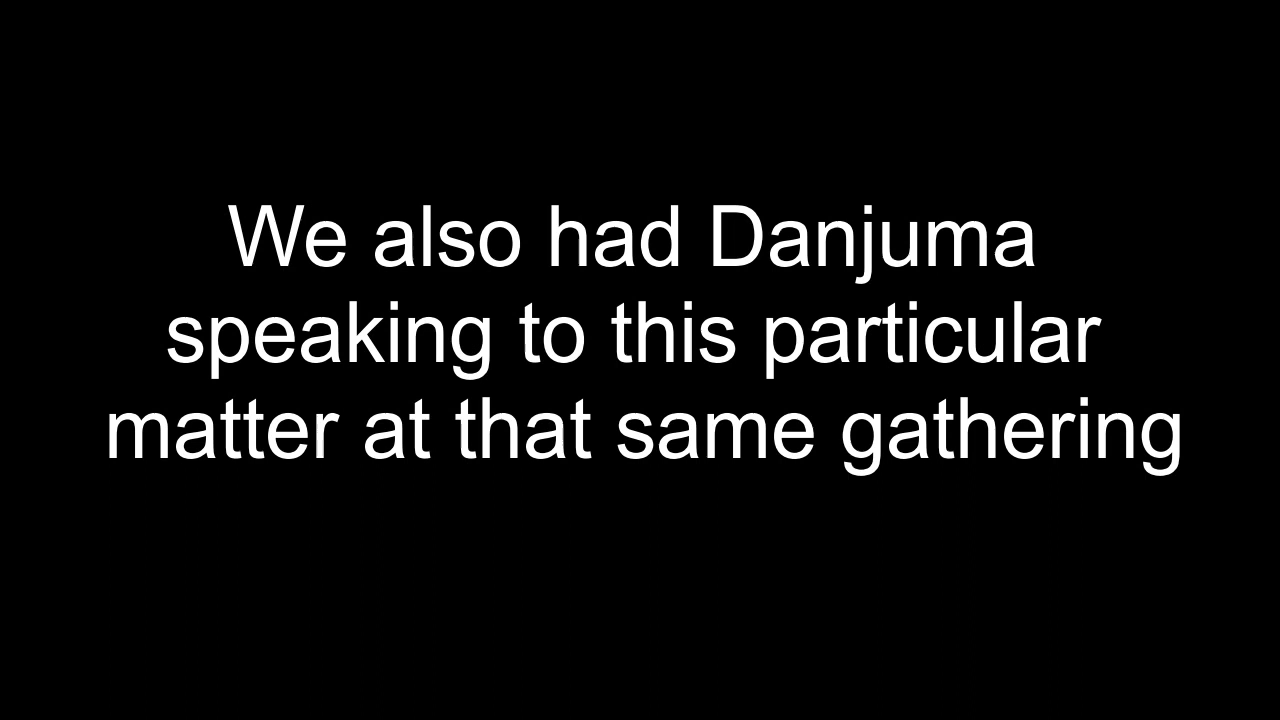 We also had Danjuma
speaking to this particular
matter at that same gathering